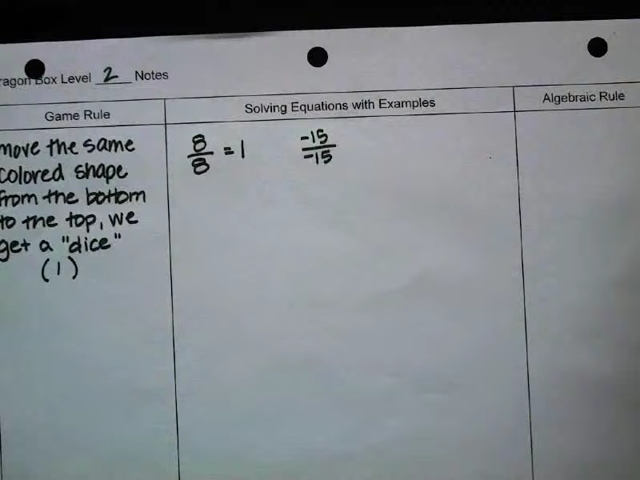 ragon Box Level 2 Notes
Game Rule
Solving Equations with Examples
Algebraic Rule
move the same
colored shape
from the bottom
to the top, we
get a "dice"
(1)
8/8 = 1
-15/-15